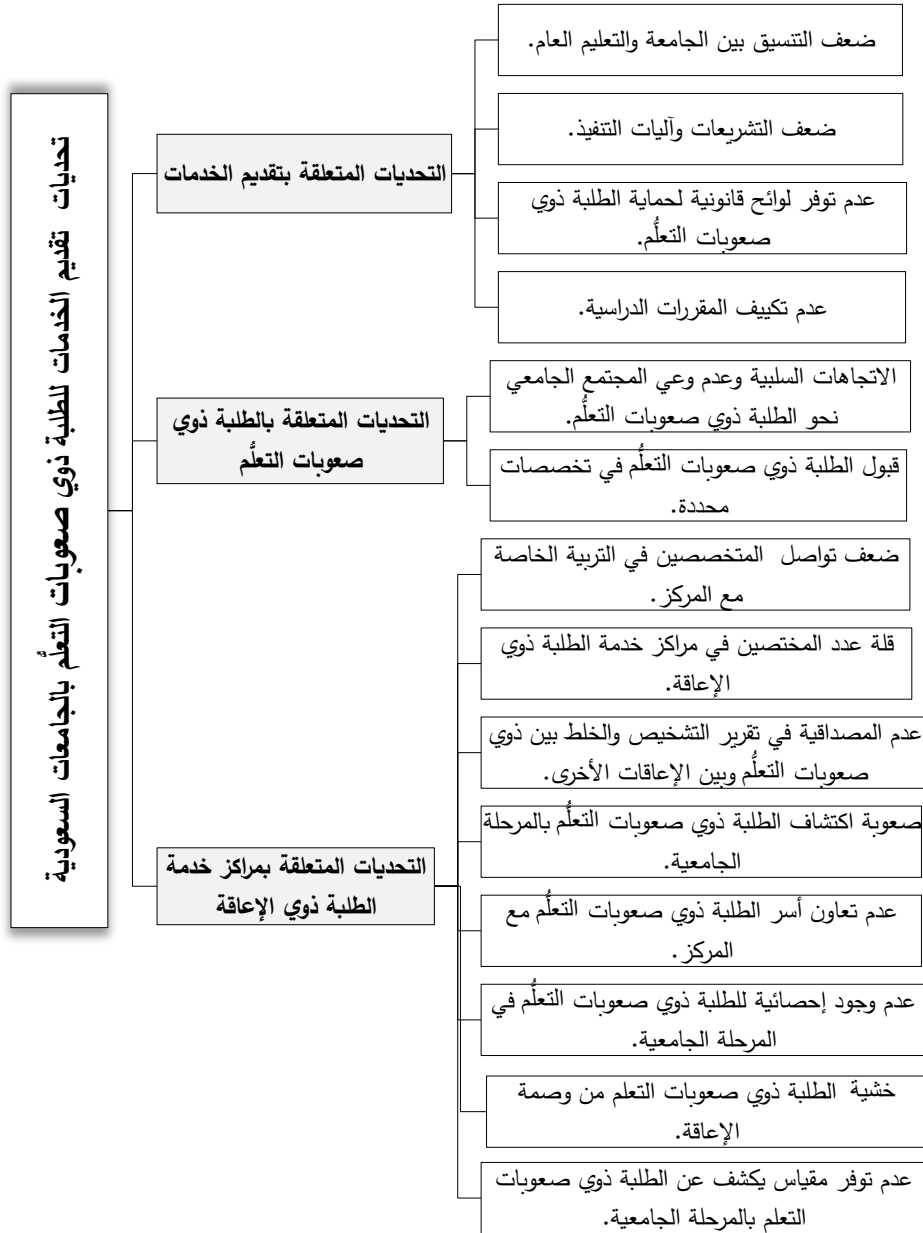 تحديات تقديم الخدمات للطلبة ذوي صعوبات التعلُّم بالجامعات السعودية
التحديات المتعلقة بتقديم الخدمات
ضعف التنسيق بين الجامعة والتعليم العام.
ضعف التشريعات وآليات التنفيذ.
عدم توفر لوائح قانونية لحماية الطلبة ذوي
صعوبات التعلُّم.
عدم تكييف المقررات الدراسية.
التحديات المتعلقة بالطلبة ذوي
صعوبات التعلُّم
الاتجاهات السلبية وعدم وعي المجتمع الجامعي
نحو الطلبة ذوي صعوبات التعلُّم.
قبول الطلبة ذوي صعوبات التعلُّم في تخصصات
محددة.
التحديات المتعلقة بمراكز خدمة
الطلبة ذوي الإعاقة
ضعف تواصل المتخصصين في التربية الخاصة
مع المركز.
قلة عدد المختصين في مراكز خدمة الطلبة ذوي
الإعاقة.
عدم المصداقية في تقرير التشخيص والخلط بين ذوي
صعوبات التعلُّم وبين الإعاقات الأخرى.
صعوبة اكتشاف الطلبة ذوي صعوبات التعلُّم بالمرحلة
الجامعية.
عدم تعاون أسر الطلبة ذوي صعوبات التعلُّم مع
المركز.
عدم وجود إحصائية للطلبة ذوي صعوبات التعلُّم في
المرحلة الجامعية.
خشية الطلبة ذوي صعوبات التعلم من وصمة
الإعاقة.
عدم توفر مقياس يكشف عن الطلبة ذوي صعوبات
التعلم بالمرحلة الجامعية.